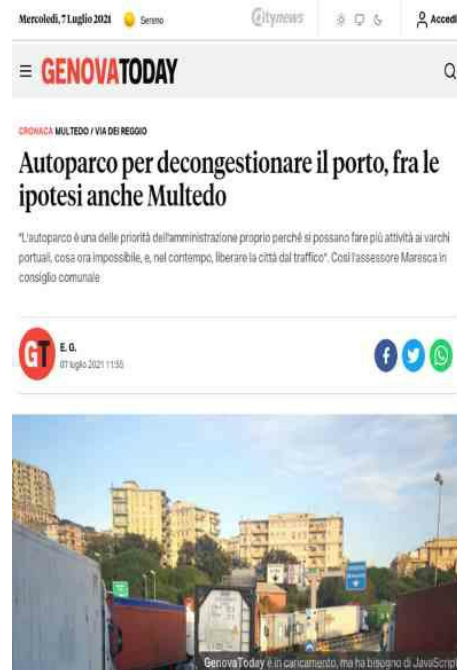 Mercoledì, 7 Luglio 2021 Sereno citynews Accedi
GENOVATODAY
CRONACA MULTEDO / VIA DEI REGGIO
Autoparco per decongestionare il porto, fra le
ipotesi anche Multedo
"L'autoparco è una delle priorità dell'amministrazione proprio perché si
possano fare più attività ai varchi
portuali, cosa ora impossibile, e, nel contempo, liberare la città dal traffico". Così l'assessore Maresca in
consiglio comunale
GT E. G.
07 luglio 2021 11:55
GenovaToday è in caricamento, ma ha bisogno di JavaScript